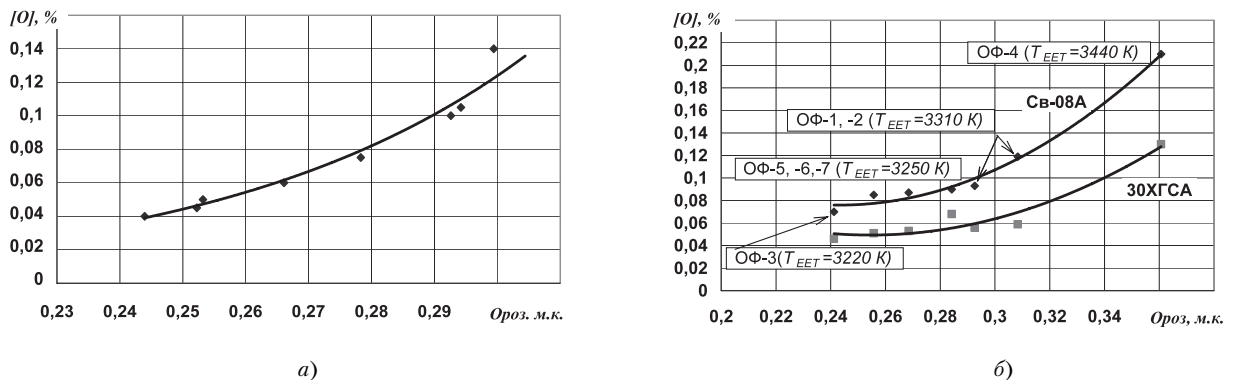 [O], %
0,14
0,12
0,1
0,08
0,06
0,04
0,02
0
0,23
0,24
0,25
0,26
0,27
0,28
0,29
Ороз. м.к.
а)
[O], %
0,22
0,2
0,18
0,16
0,14
0,12
0,1
0,08
0,06
0,04
0,02
0
ОФ-4 (T ЕЕТ =3440 К)
Св-08А
ОФ-1, -2 (T ЕЕТ =3310 К)
ОФ-5, -6,-7 (T ЕЕТ =3250 К)
30ХГСА
ОФ-3(T ЕЕТ =3220 К)
0,2
0,22
0,24
0,26
0,28
0,3
0,32
0,34
Ороз, м.к.
б)